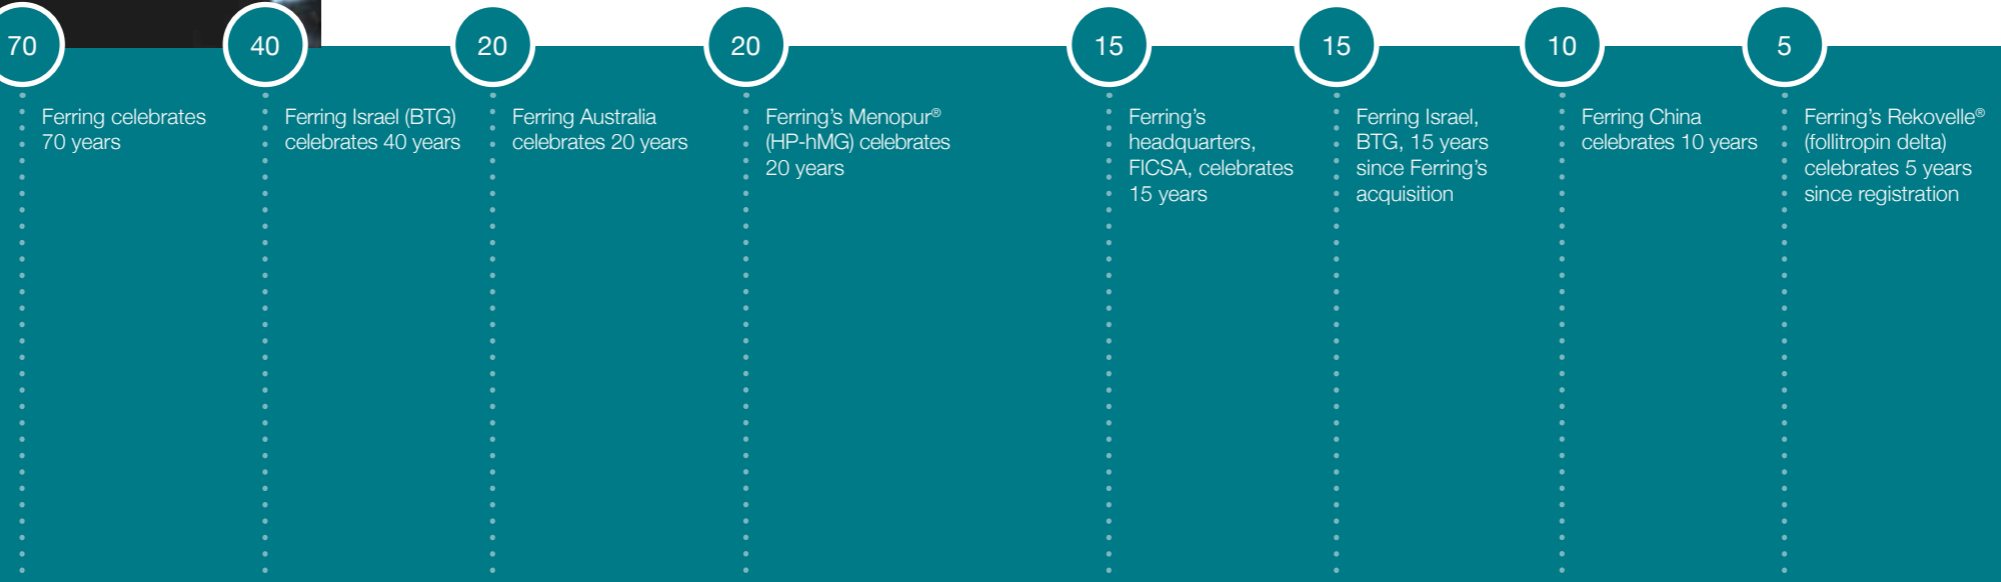 70
Ferring celebrates
70 years
40
Ferring Israel (BTG)
celebrates 40 years
20
Ferring Australia
celebrates 20 years
20
Ferring’s Menopur®
(HP-hMG) celebrates
20 years
15
Ferring’s
headquarters,
FICSA, celebrates
15 years
15
Ferring Israel,
BTG, 15 years
since Ferring’s
acquisition
10
Ferring China
celebrates 10 years
5
Ferring’s Rekovelle®
(follitropin delta)
celebrates 5 years
since registration